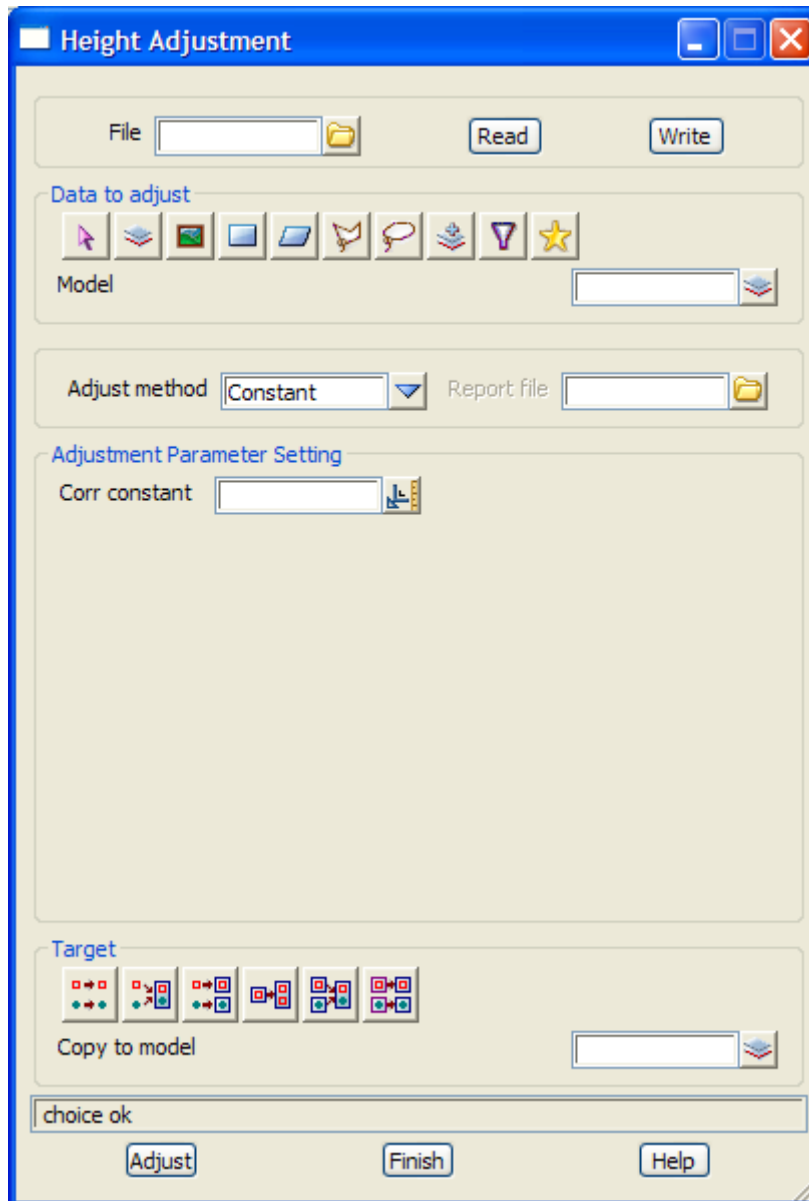 Height Adjustment
File Read Write
Data to adjust
Model
Adjust method Constant Report file
Adjustment Parameter Setting
Corr constant
Target
Copy to model
choice ok
Adjust Finish Help